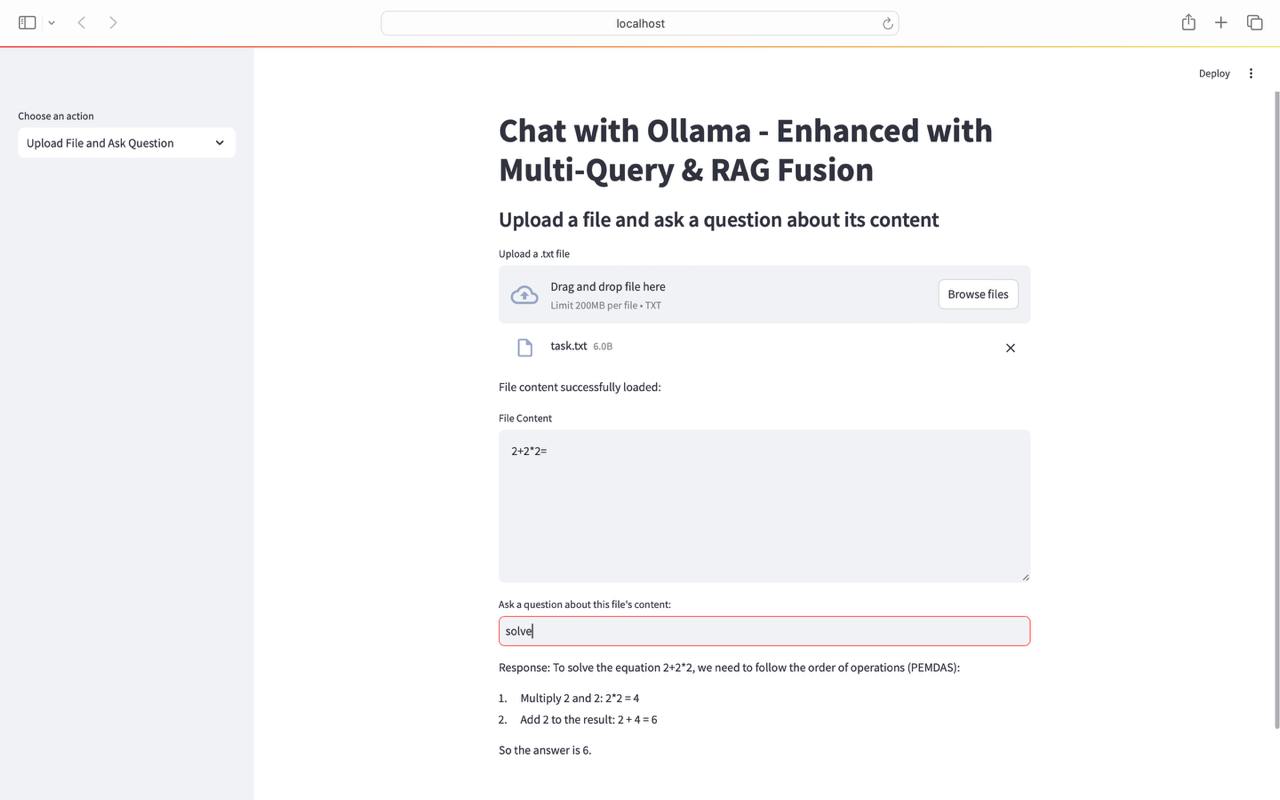 localhost
Deploy
Choose an action
Upload File and Ask Question
Chat with Ollama - Enhanced with
Multi-Query & RAG Fusion
Upload a file and ask a question about its content
Upload a .txt file
Drag and drop file here
Limit 200MB per file • TXT
Browse files
task.txt 6.0B
File content successfully loaded:
File Content
2+2*2=
Ask a question about this file's content:
solve
Response: To solve the equation 2+2*2, we need to follow the order of operations (PEMDAS):
1. Multiply 2 and 2: 2*2 = 4
2. Add 2 to the result: 2 + 4 = 6
So the answer is 6.